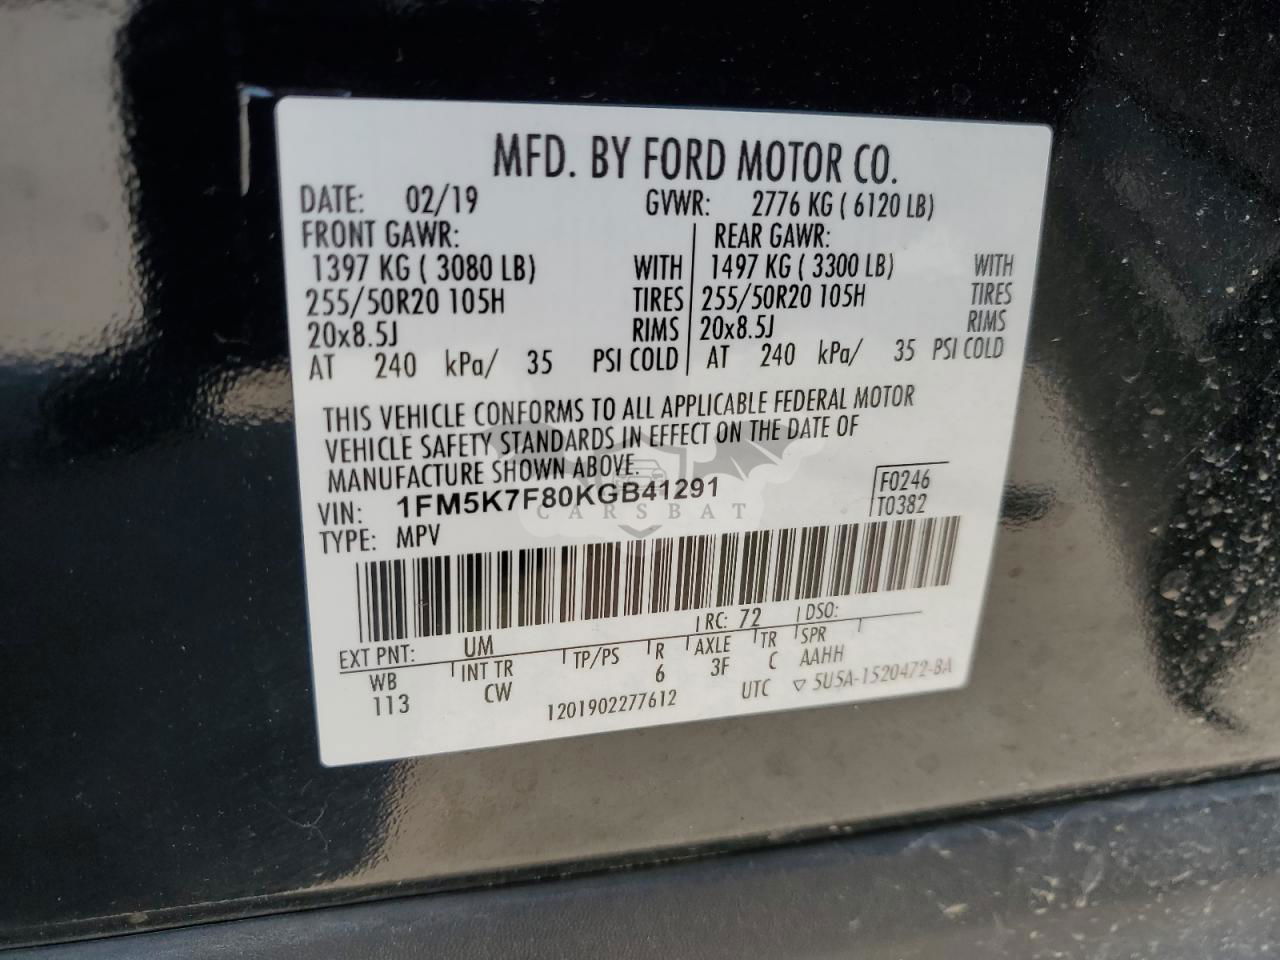 MFD. BY FORD MOTOR CO.
DATE: 02/19 GVWR: 2776 KG ( 6120 LB)
FRONT GAWR: REAR GAWR:
1397 KG ( 3080 LB) WITH 1497 KG ( 3300 LB) WITH
255/50R20 105H TIRES 255/50R20 105H TIRES
20x8.5J RIMS 20x8.5J RIMS
AT 240 kPa/ 35 PSI COLD AT 240 kPa/ 35 PSI COLD
THIS VEHICLE CONFORMS TO ALL APPLICABLE FEDERAL MOTOR
VEHICLE SAFETY STANDARDS IN EFFECT ON THE DATE OF
MANUFACTURE SHOWN ABOVE.
VIN: 1FM5K7F80KGB41291 F0246
TYPE: MPV T0382
CARSBAT
EXT PNT: UM RC: 72 DSO:
WB INT TR TP/PS R AXLE TR SPR
113 CW 6 3F C AAHH
1201902277612 UTC ▽ 5U5A-1520472-BA